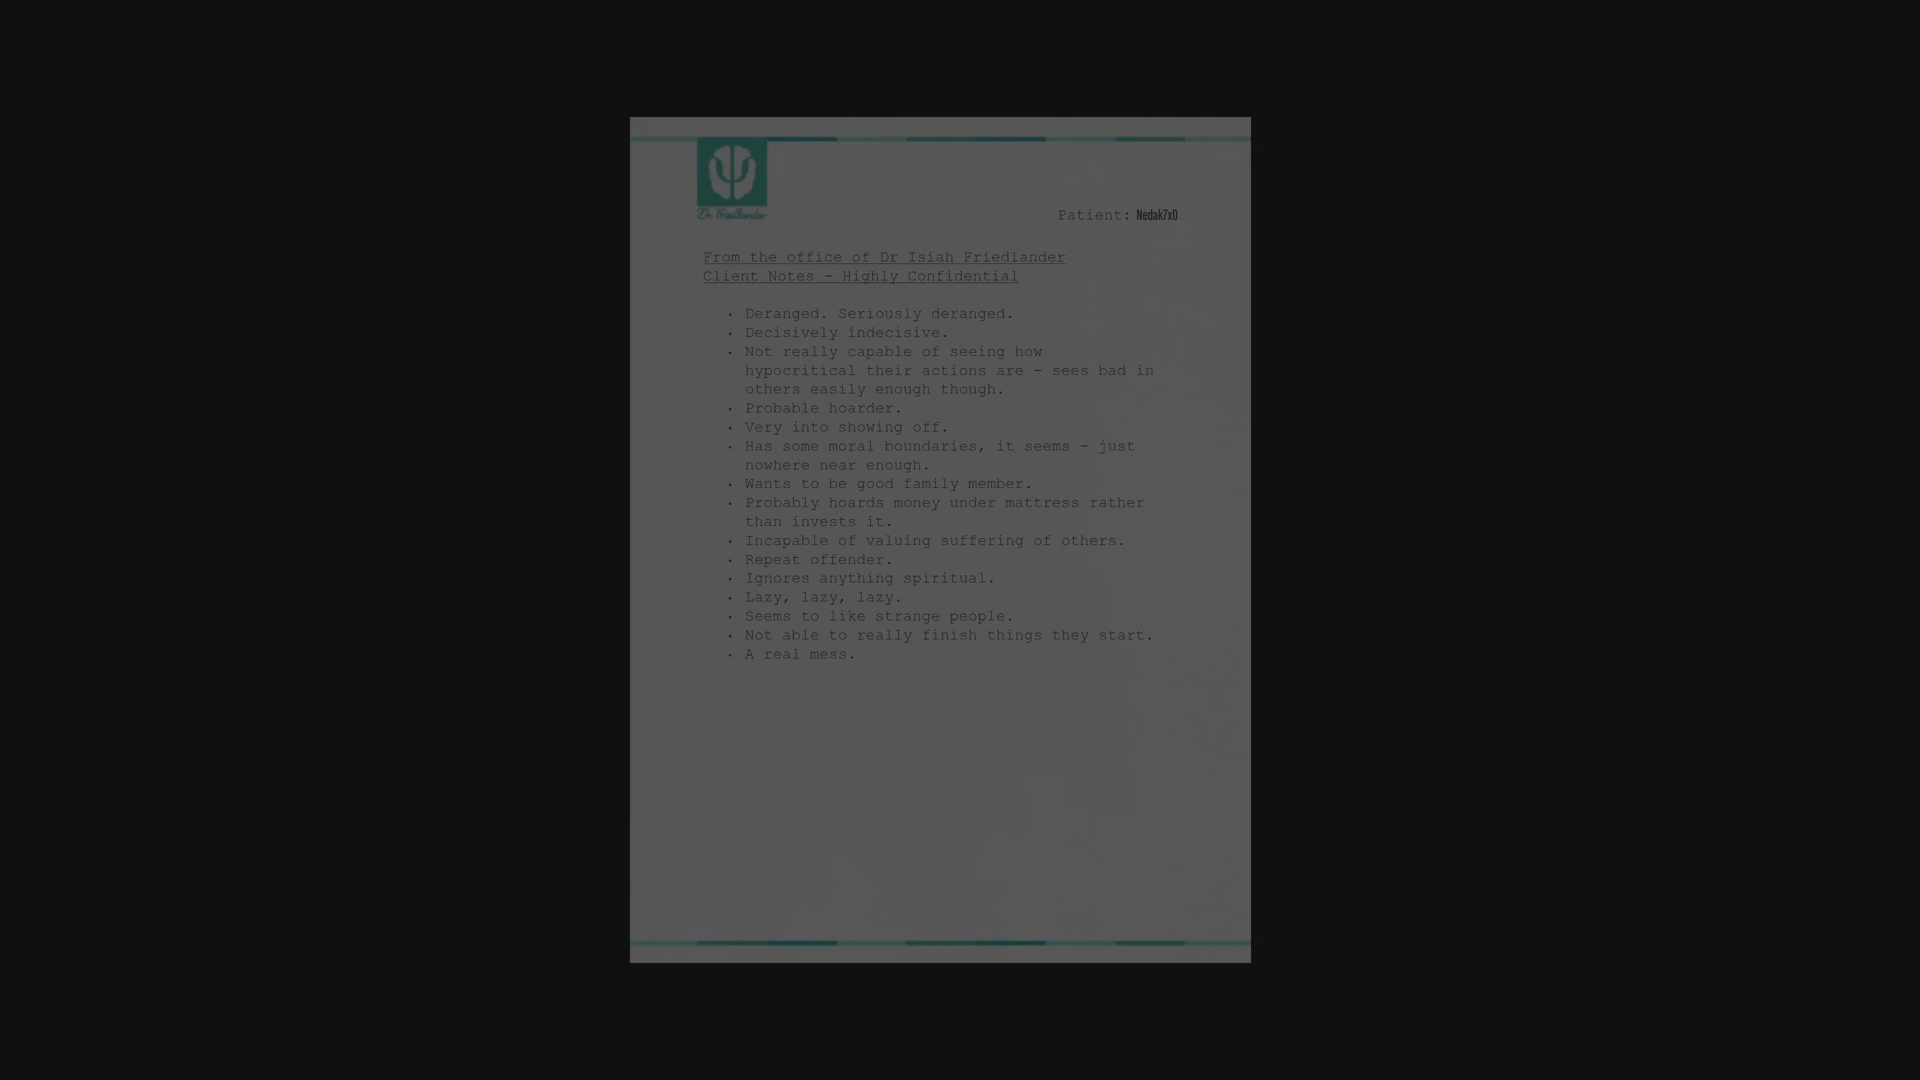 Dr. Friedlander
Patient: Nedak7xD
From the office of Dr Isiah Friedlander
Client Notes - Highly Confidential
• Deranged. Seriously deranged.
• Decisively indecisive.
• Not really capable of seeing how
hypocritical their actions are - sees bad in
others easily enough though.
• Probable hoarder.
• Very into showing off.
• Has some moral boundaries, it seems - just
nowhere near enough.
• Wants to be good family member.
• Probably hoards money under mattress rather
than invests it.
• Incapable of valuing suffering of others.
• Repeat offender.
• Ignores anything spiritual.
• Lazy, lazy, lazy.
• Seems to like strange people.
• Not able to really finish things they start.
• A real mess.